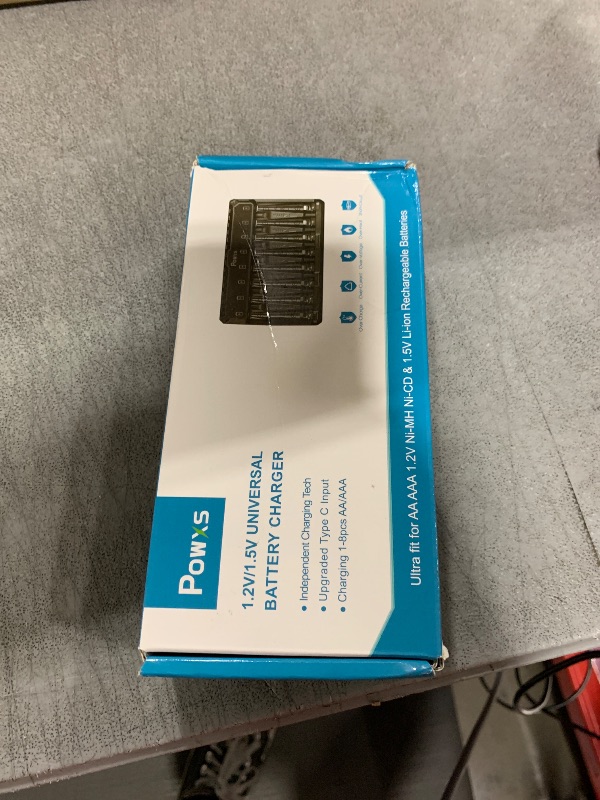 POWXS
1.2V/1.5V UNIVERSAL
BATTERY CHARGER
• Independent Charging Tech
• Upgraded Type C Input
• Charging 1-8pcs AA/AAA
Ultra fit for AA AAA 1.2V Ni-MH Ni-CD & 1.5V Li-ion Rechargeable Batteries
Powxs